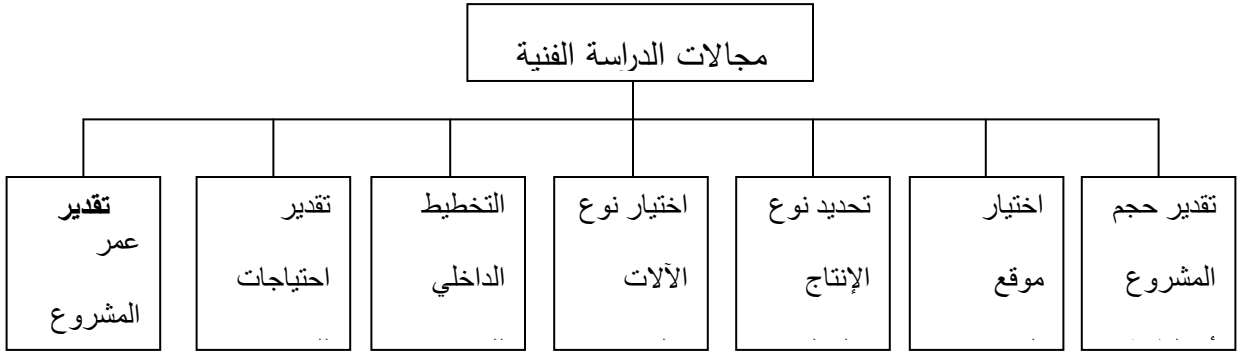 مجالات الدراسة الفنية
تقدير حجم
المشروع
اختيار
موقع
تحديد نوع
الإنتاج
اختيار نوع
الآلات
التخطيط
الداخلي
تقدير
احتياجات
تقدير
عمر
المشروع